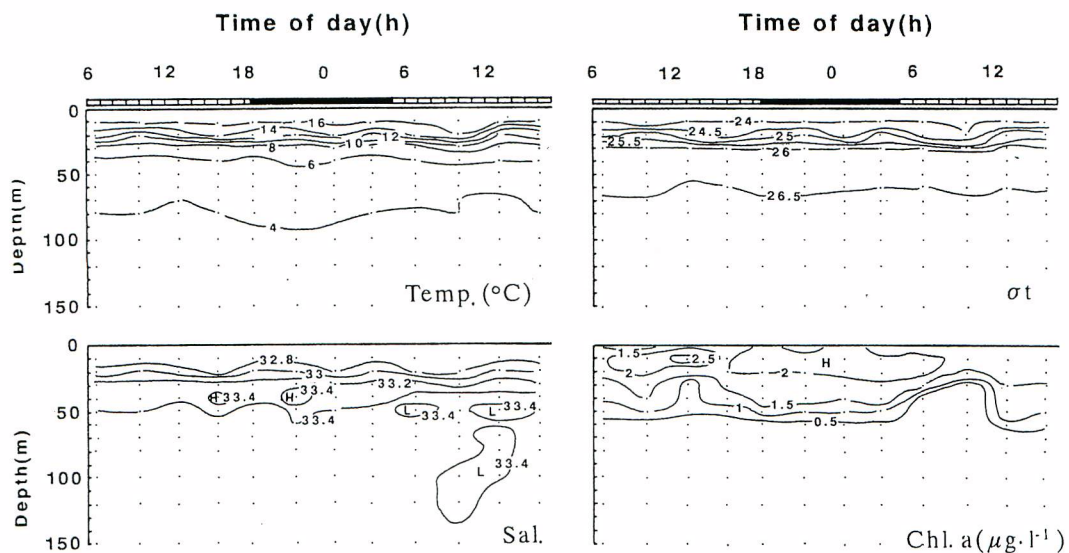 Time of day(h)
6 12 18 0 6 12
0
50
100
150
Depth(m)
16
14
12
10
8
6
4
Temp. (°C)
Time of day(h)
6 12 18 0 6 12
24
24.5
25
25.5
26
26.5
σt
0
50
100
150
Depth(m)
32.8
33
33.2
33.4
H 33.4
H
33.4
33.4
L
33.4
L
33.4
L
33.4
Sal.
1.5
2.5
2
2
H
1.5
1
0.5
Chl. a(μg·l⁻¹)